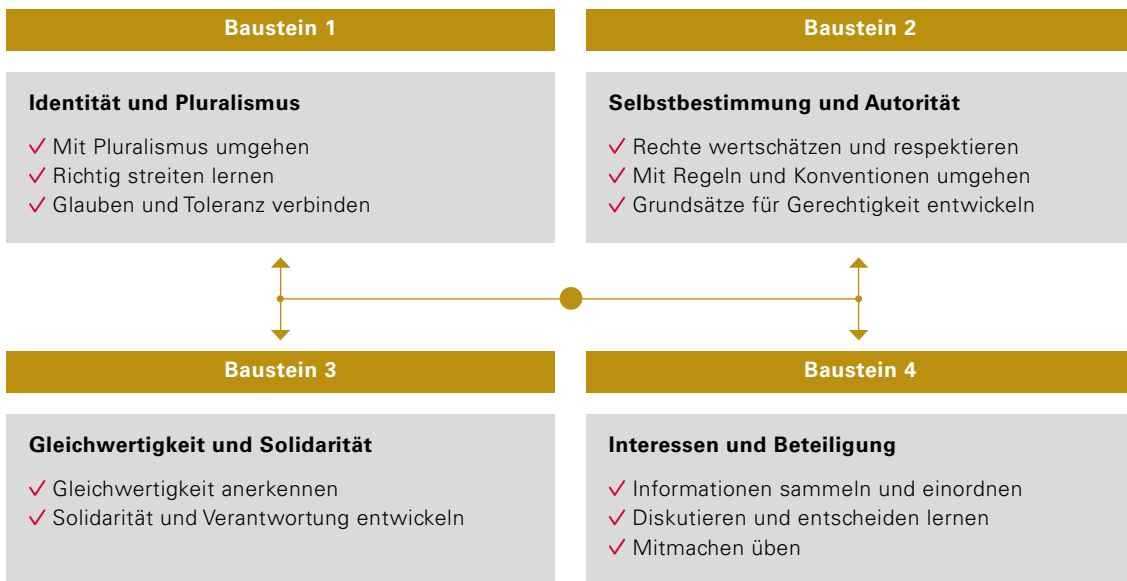 Baustein 1
Identität und Pluralismus
✓ Mit Pluralismus umgehen
✓ Richtig streiten lernen
✓ Glauben und Toleranz verbinden
Baustein 2
Selbstbestimmung und Autorität
✓ Rechte wertschätzen und respektieren
✓ Mit Regeln und Konventionen umgehen
✓ Grundsätze für Gerechtigkeit entwickeln
Baustein 3
Gleichwertigkeit und Solidarität
✓ Gleichwertigkeit anerkennen
✓ Solidarität und Verantwortung entwickeln
Baustein 4
Interessen und Beteiligung
✓ Informationen sammeln und einordnen
✓ Diskutieren und entscheiden lernen
✓ Mitmachen üben